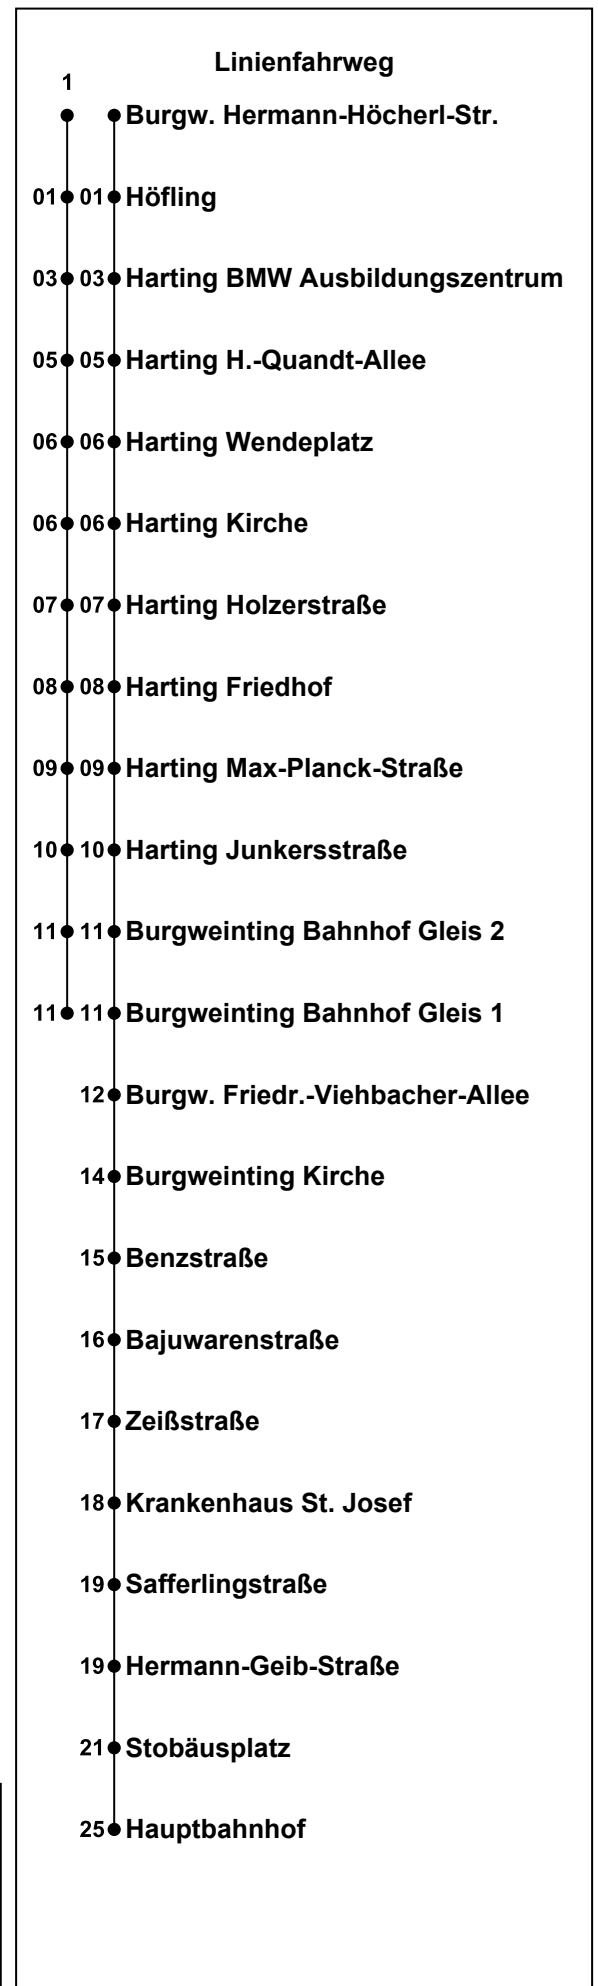 Linienfahrweg
1
Burgw. Hermann-Höcherl-Str.
01 01 Höfling
03 03 Harting BMW Ausbildungszentrum
05 05 Harting H.-Quandt-Allee
06 06 Harting Wendeplatz
06 06 Harting Kirche
07 07 Harting Holzerstraße
08 08 Harting Friedhof
09 09 Harting Max-Planck-Straße
10 10 Harting Junkersstraße
11 11 Burgweinting Bahnhof Gleis 2
11 11 Burgweinting Bahnhof Gleis 1
12 Burgw. Friedr.-Viehbacher-Allee
14 Burgweinting Kirche
15 Benzstraße
16 Bajuwarenstraße
17 Zeißstraße
18 Krankenhaus St. Josef
19 Safferlingstraße
19 Hermann-Geib-Straße
21 Stobäusplatz
25 Hauptbahnhof